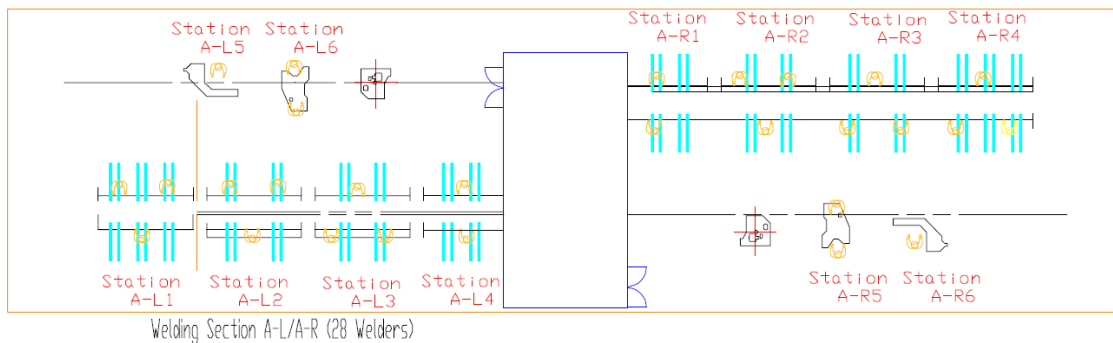 Station
A-L5
Station
A-L6
Station
A-R1
Station
A-R2
Station
A-R3
Station
A-R4
Station
A-L1
Station
A-L2
Station
A-L3
Station
A-L4
Station
A-R5
Station
A-R6
Welding Section A-L/A-R (28 Welders)